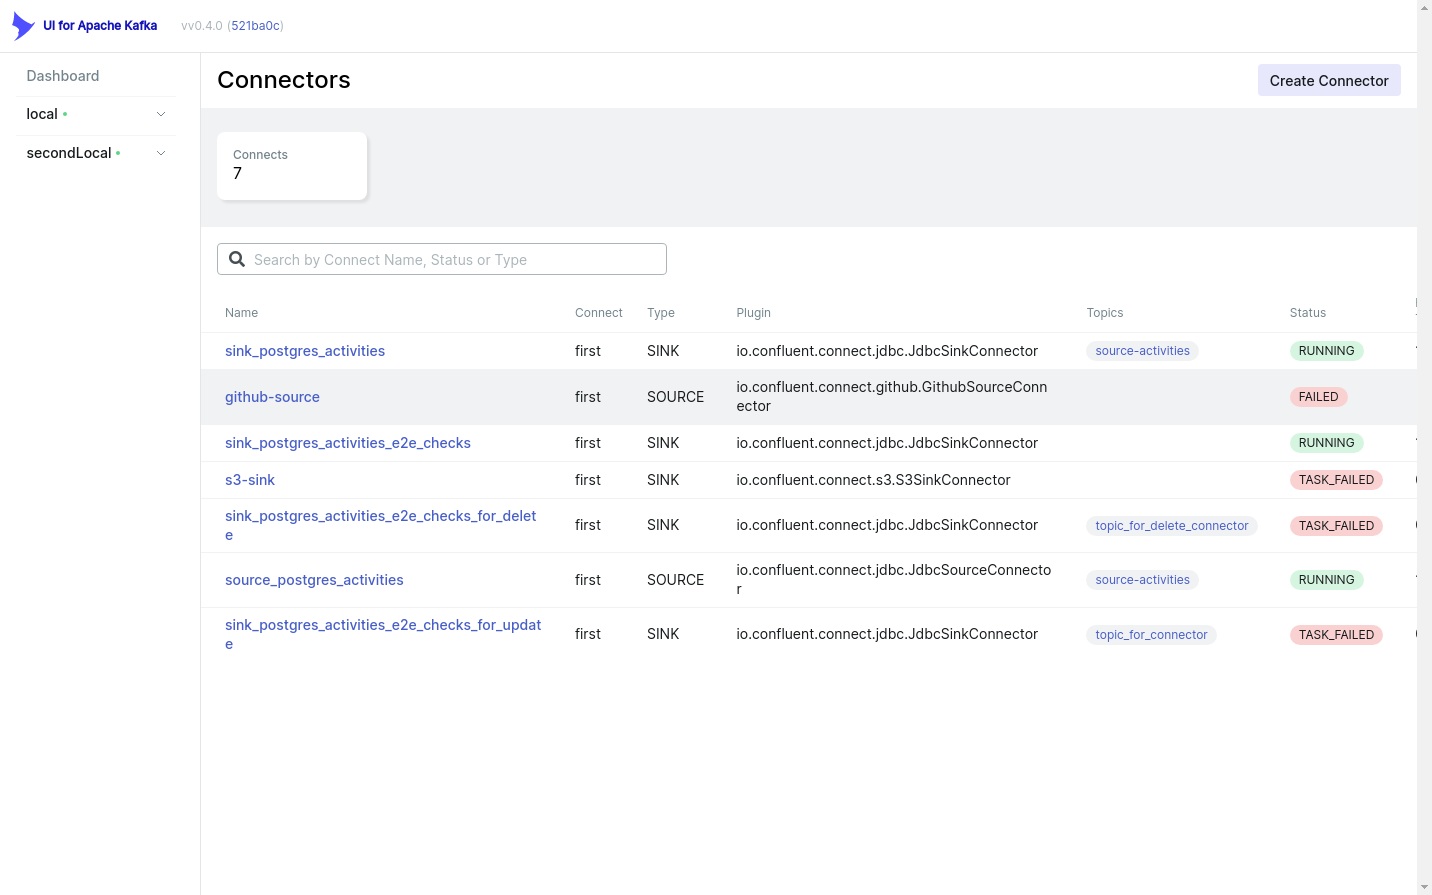 UI for Apache Kafka vv0.4.0 (521ba0c)
Dashboard
local
secondLocal
Connectors
Create Connector
Connects
7
Search by Connect Name, Status or Type
Name Connect Type Plugin Topics Status
sink_postgres_activities first SINK io.confluent.connect.jdbc.JdbcSinkConnector source-activities RUNNING
github-source first SOURCE io.confluent.connect.github.GithubSourceConn
ector FAILED
sink_postgres_activities_e2e_checks first SINK io.confluent.connect.jdbc.JdbcSinkConnector RUNNING
s3-sink first SINK io.confluent.connect.s3.S3SinkConnector TASK_FAILED
sink_postgres_activities_e2e_checks_for_delet
e first SINK io.confluent.connect.jdbc.JdbcSinkConnector topic_for_delete_connector TASK_FAILED
source_postgres_activities first SOURCE io.confluent.connect.jdbc.JdbcSourceConnecto
r source-activities RUNNING
sink_postgres_activities_e2e_checks_for_updat
e first SINK io.confluent.connect.jdbc.JdbcSinkConnector topic_for_connector TASK_FAILED